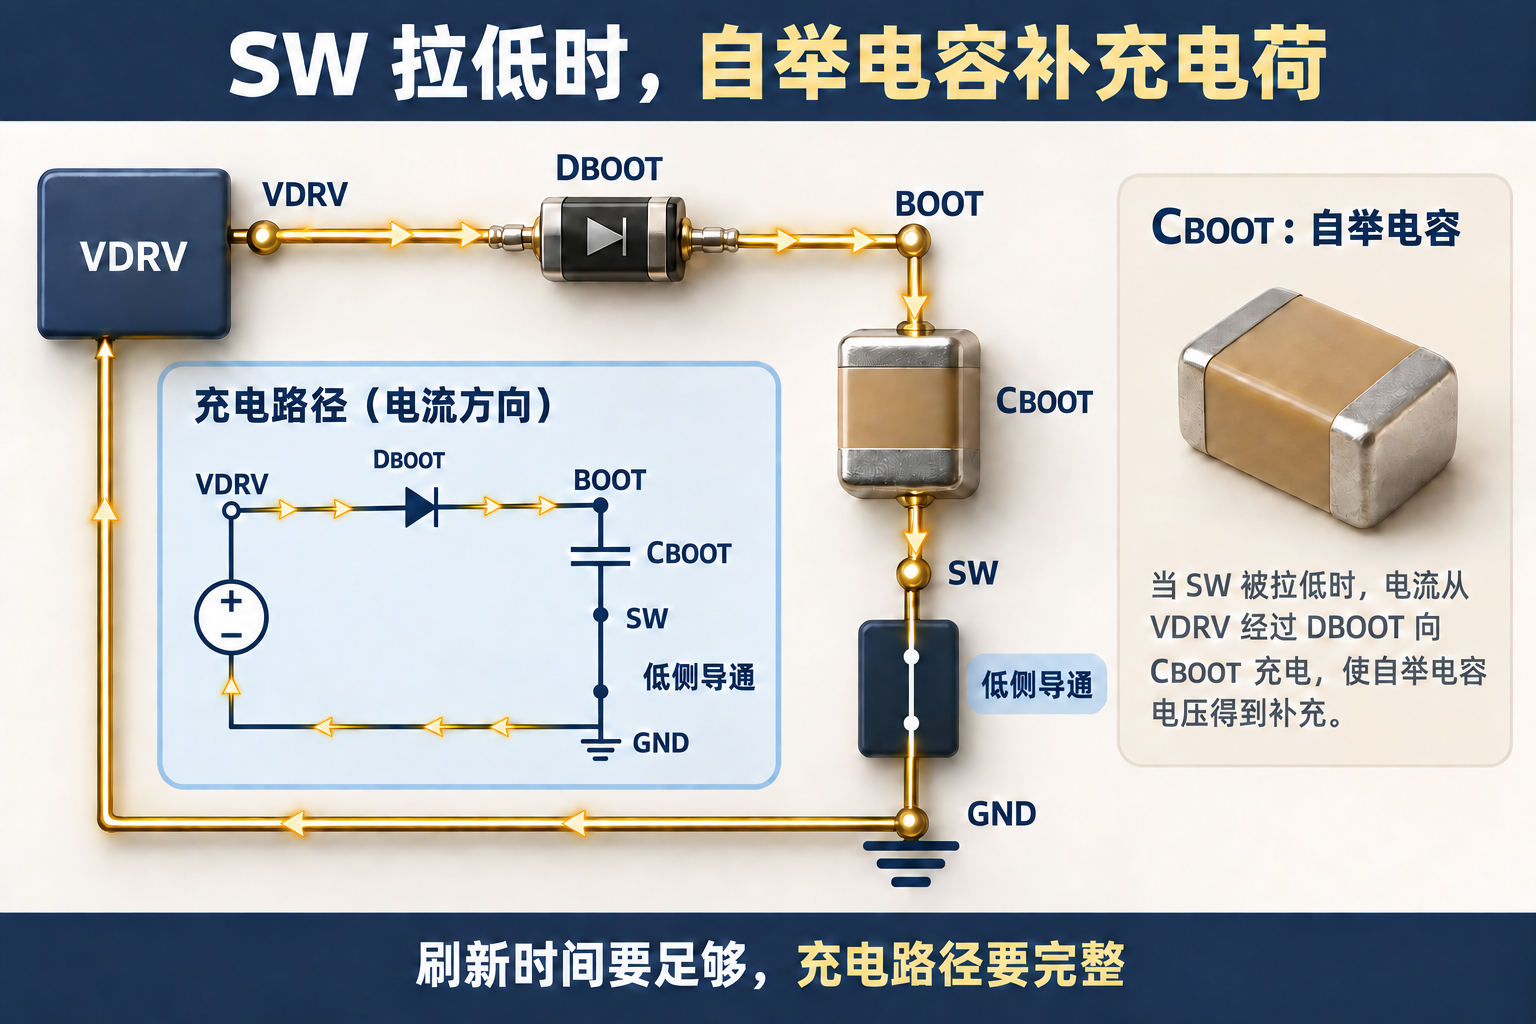 SW 拉低时，自举电容补充电荷
VDRV
VDRV
DBOOT
BOOT
CBOOT
SW
低侧导通
GND
充电路径（电流方向）
VDRV
DBOOT
BOOT
CBOOT
SW
低侧导通
GND
+
−
CBOOT：自举电容
当 SW 被拉低时，电流从
VDRV 经过 DBOOT 向
CBOOT 充电，使自举电容
电压得到补充。
刷新时间要足够，充电路径要完整